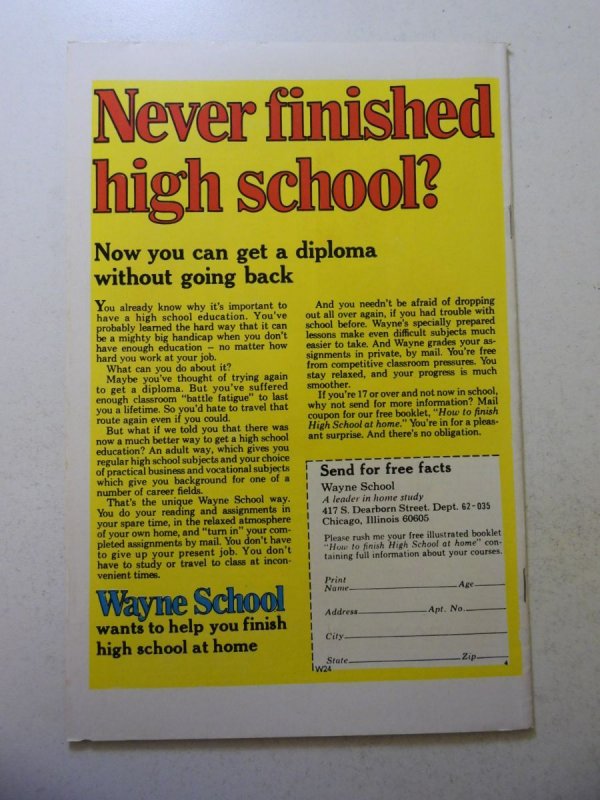 Never finished
high school?
Now you can get a diploma
without going back
You already know why it's important to
have a high school education. You've
probably learned the hard way that it can
be a mighty big handicap when you don't
have enough education — no matter how
hard you work at your job.
What can you do about it?
Maybe you've thought of trying again
to get a diploma. But you've suffered
enough classroom "battle fatigue" to last
you a lifetime. So you'd hate to travel that
route again even if you could.
But what if we told you that there was
now a much better way to get a high school
education? An adult way, which gives you
regular high school subjects and your choice
of practical business and vocational subjects
which give you background for one of a
number of career fields.
That's the unique Wayne School way.
You do your reading and assignments in
your spare time, in the relaxed atmosphere
of your own home, and "turn in" your com-
pleted assignments by mail. You don't have
to give up your present job. You don't
have to study or travel to class at incon-
venient times.
Wayne School
wants to help you finish
high school at home
And you needn't be afraid of dropping
out all over again, if you had trouble with
school before. Wayne's specially prepared
lessons make even difficult subjects much
easier to take. And Wayne grades your as-
signments in private, by mail. You're free
from competitive classroom pressures. You
stay relaxed, and your progress is much
smoother.
If you're 17 or over and not now in school,
why not send for more information? Mail
coupon for our free booklet, "How to finish
High School at home." You're in for a pleas-
ant surprise. And there's no obligation.
Send for free facts
Wayne School
A leader in home study
417 S. Dearborn Street. Dept. 62-035
Chicago, Illinois 60605
Please rush me your free illustrated booklet
"How to finish High School at home" con-
taining full information about your courses.
Print
Name Age
Address Apt. No.
City
State Zip
W24 4